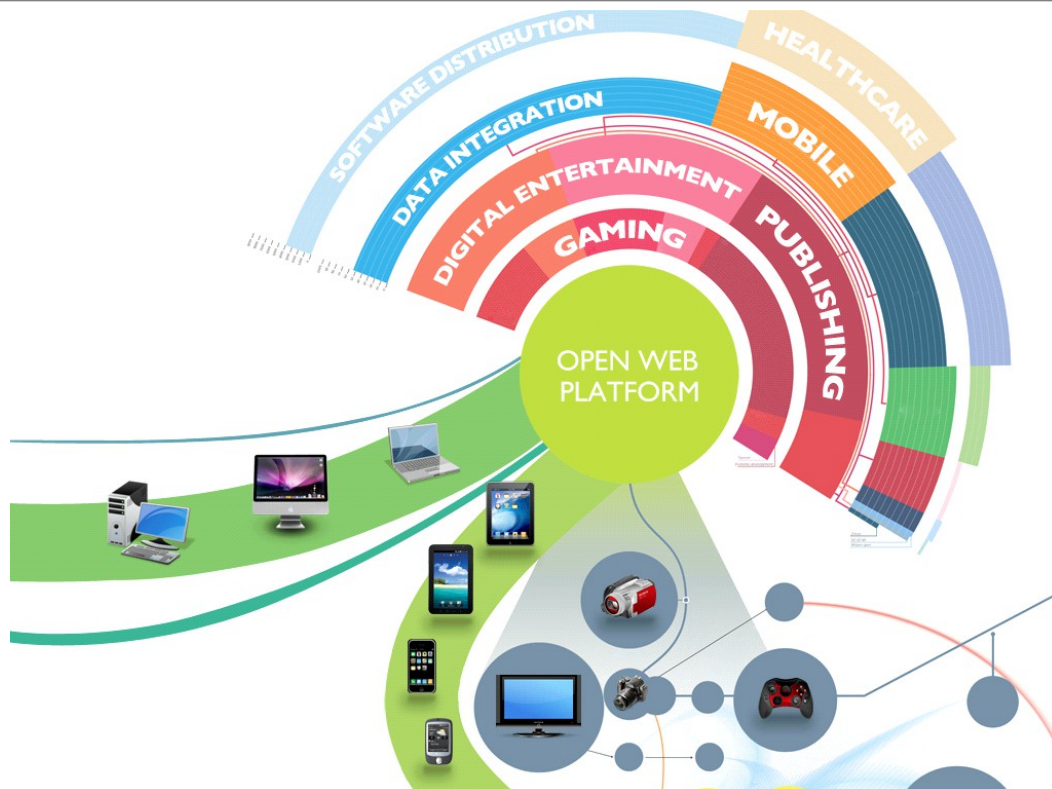 SOFTWARE DISTRIBUTION
HEALTHCARE
DATA INTEGRATION
MOBILE
DIGITAL ENTERTAINMENT
PUBLISHING
GAMING
OPEN WEB
PLATFORM